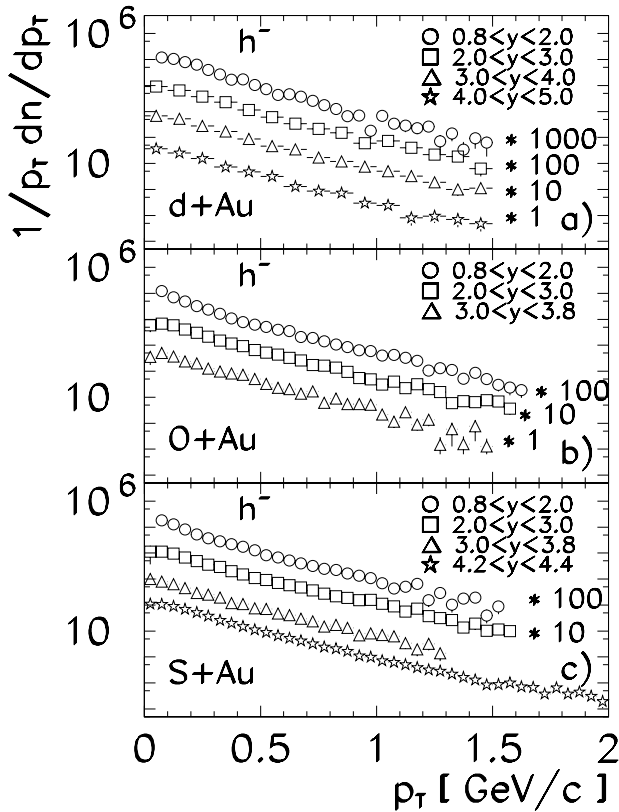 10^6
h^-
○ 0.8<y<2.0
□ 2.0<y<3.0
△ 3.0<y<4.0
☆ 4.0<y<5.0
1/p_T dn/dp_T
* 1000
10
* 100
* 10
d+Au
* 1
a)
10^6
h^-
○ 0.8<y<2.0
□ 2.0<y<3.0
△ 3.0<y<3.8
10
* 100
* 10
O+Au
* 1
b)
10^6
h^-
○ 0.8<y<2.0
□ 2.0<y<3.0
△ 3.0<y<3.8
☆ 4.2<y<4.4
* 100
10
* 10
S+Au
c)
0 0.5 1 1.5 2
p_T [ GeV/c ]